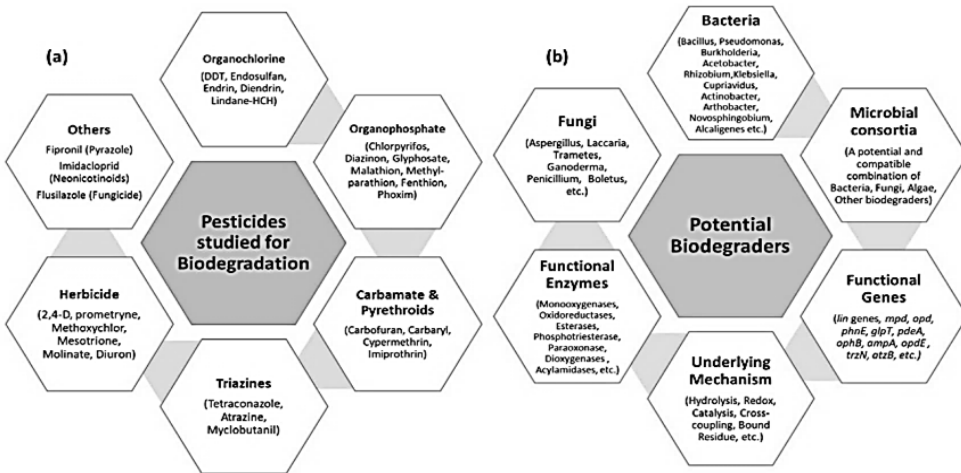 (a)
Organochlorine
(DDT, Endosulfan,
Endrin, Diendrin,
Lindane-HCH)
Organophosphate
(Chlorpyrifos,
Diazinon, Glyphosate,
Malathion, Methyl-
parathion, Fenthion,
Phoxim)
Carbamate &
Pyrethroids
(Carbofuran, Carbaryl,
Cypermethrin,
Imiprothrin)
Triazines
(Tetraconazole,
Atrazine,
Myclobutanil)
Herbicide
(2,4-D, prometryne,
Methoxychlor,
Mesotrione,
Molinate, Diuron)
Others
Fipronil (Pyrazole)
Imidacloprid
(Neonicotinoids)
Flusilazole (Fungicide)
Pesticides
studied for
Biodegradation
(b)
Bacteria
(Bacillus, Pseudomonas,
Burkholderia,
Acetobacter,
Rhizobium,Klebsiella,
Cupriavidus,
Actinobacter,
Arthobacter,
Novosphingobium,
Alcaligenes etc.)
Microbial
consortia
(A potential and
compatible
combination of
Bacteria, Fungi, Algae,
Other biodegraders)
Functional
Genes
(lin genes, mpd, opd,
phnE, glpT, pdeA,
ophB, ampA, opdE,
trzN, atzB, etc.)
Underlying
Mechanism
(Hydrolysis, Redox,
Catalysis, Cross-
coupling, Bound
Residue, etc.)
Functional
Enzymes
(Monooxygenases,
Oxidoreductases,
Esterases,
Phosphotriesterase,
Paraoxonase,
Dioxygenases ,
Acylamidases, etc.)
Fungi
(Aspergillus, Laccaria,
Trametes,
Ganoderma,
Penicillium, Boletus,
etc.)
Potential
Biodegraders